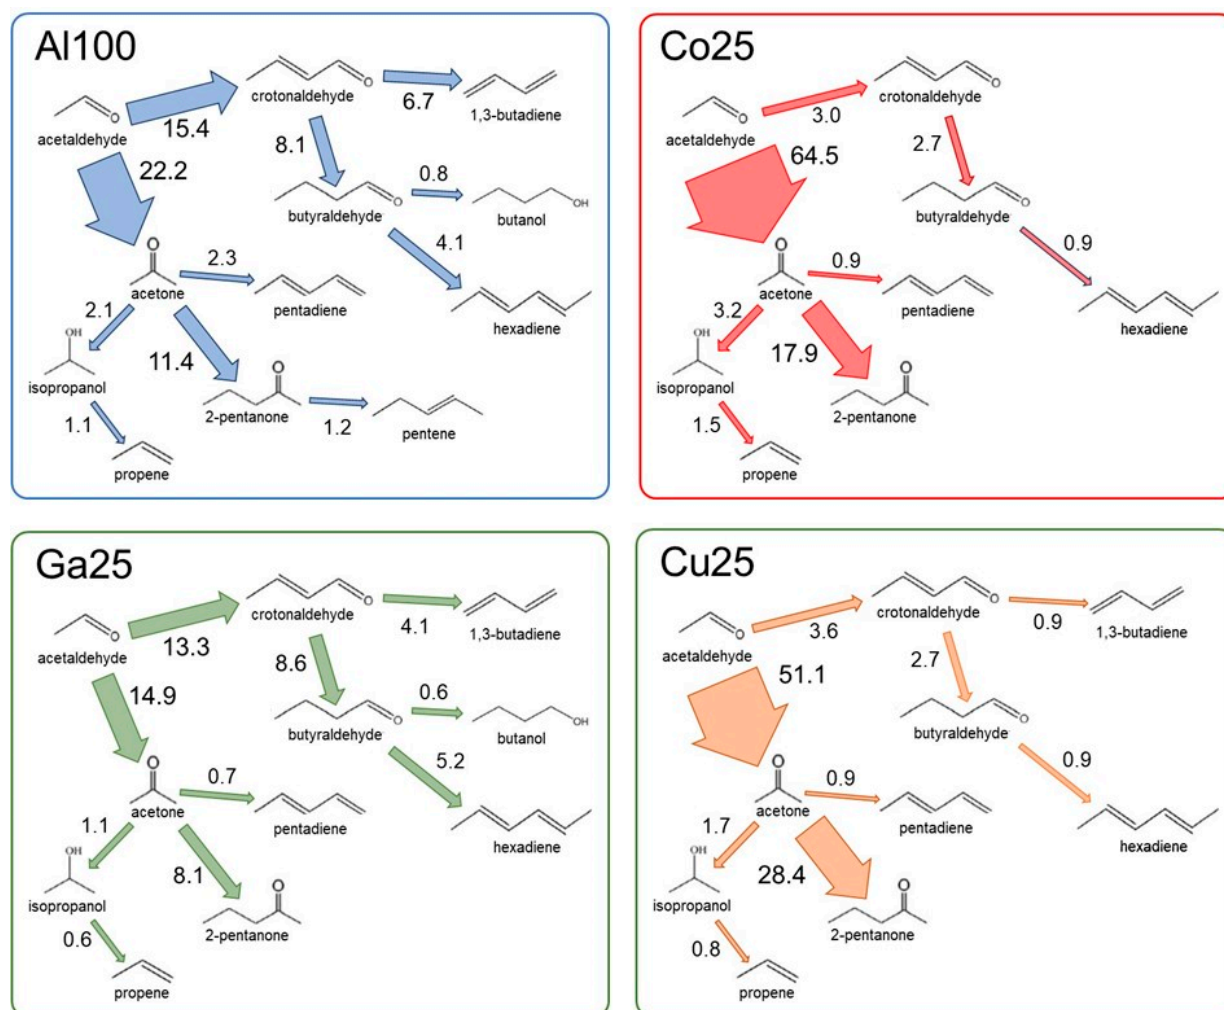 Al100
O
crotonaldehyde
6.7
1,3-butadiene
O
acetaldehyde
15.4
22.2
8.1
0.8
O
butyraldehyde
OH
butanol
4.1
O
acetone
2.3
pentadiene
hexadiene
2.1
OH
isopropanol
11.4
O
2-pentanone
1.2
pentene
1.1
propene
Co25
O
crotonaldehyde
O
acetaldehyde
3.0
64.5
2.7
O
butyraldehyde
0.9
O
acetone
0.9
pentadiene
hexadiene
3.2
OH
isopropanol
17.9
O
2-pentanone
1.5
propene
Ga25
O
crotonaldehyde
4.1
1,3-butadiene
O
acetaldehyde
13.3
14.9
8.6
0.6
O
butyraldehyde
OH
butanol
5.2
O
acetone
0.7
pentadiene
hexadiene
1.1
OH
isopropanol
8.1
O
2-pentanone
0.6
propene
Cu25
O
crotonaldehyde
0.9
1,3-butadiene
O
acetaldehyde
3.6
51.1
2.7
O
butyraldehyde
0.9
O
acetone
0.9
pentadiene
hexadiene
1.7
OH
isopropanol
28.4
O
2-pentanone
0.8
propene